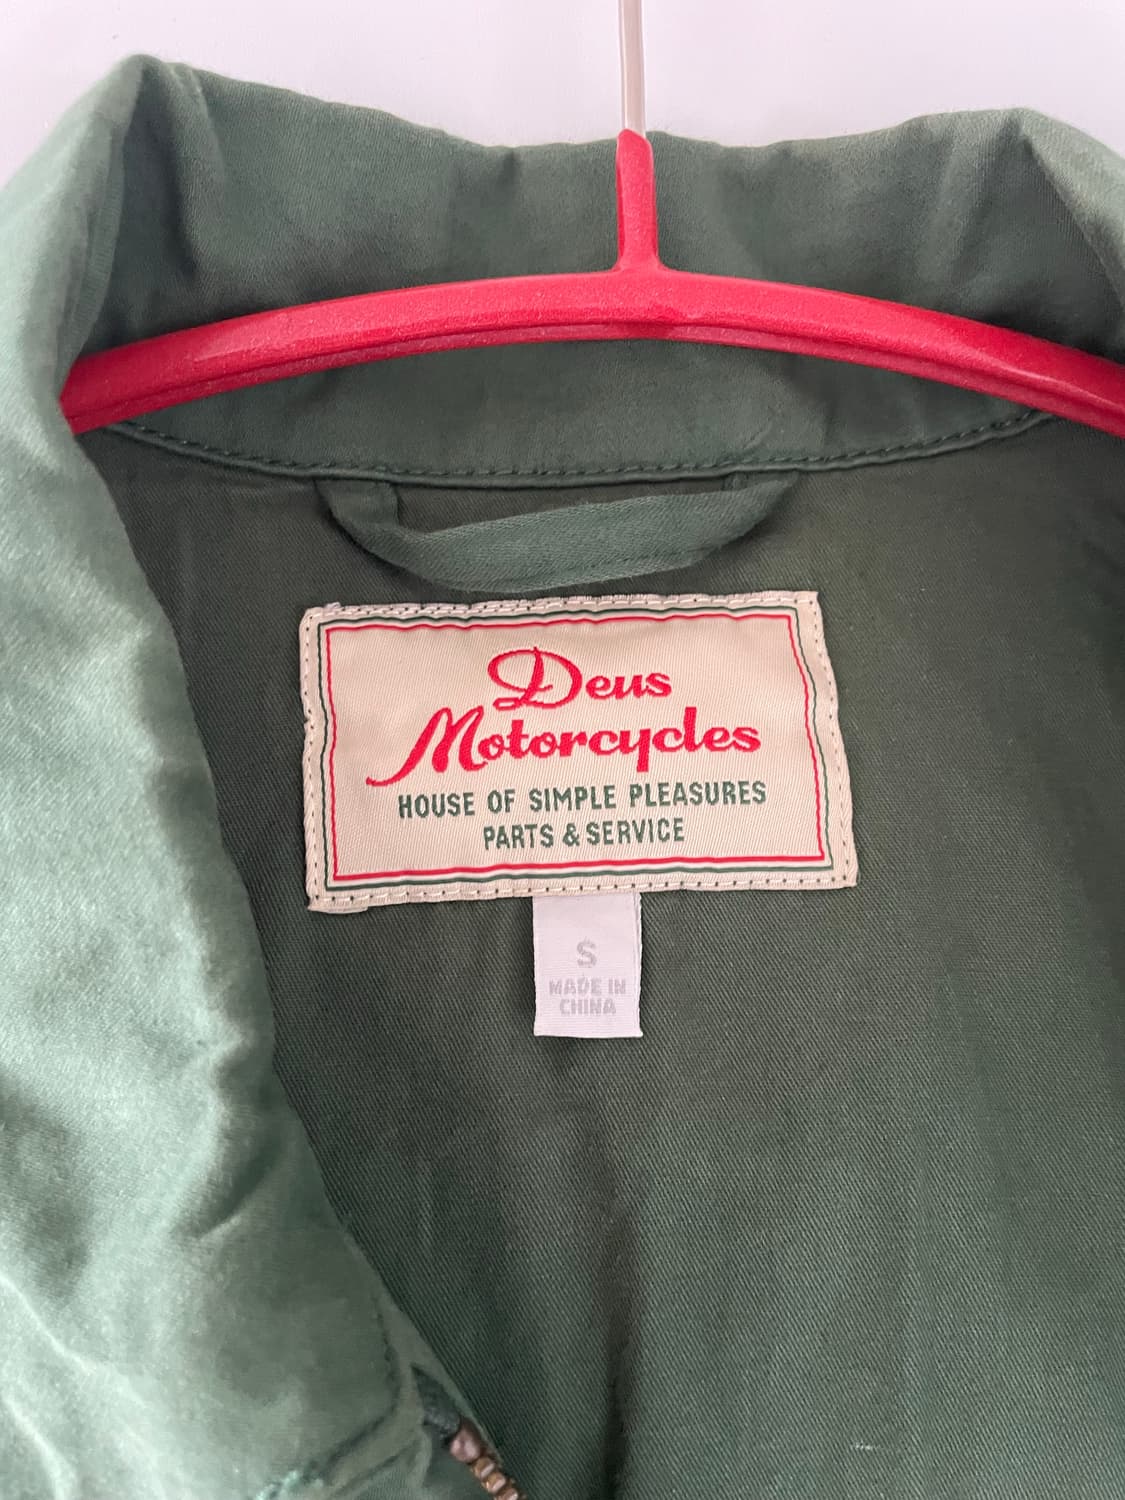 Deus
Motorcycles
HOUSE OF SIMPLE PLEASURES
PARTS & SERVICE
S
MADE IN
CHINA